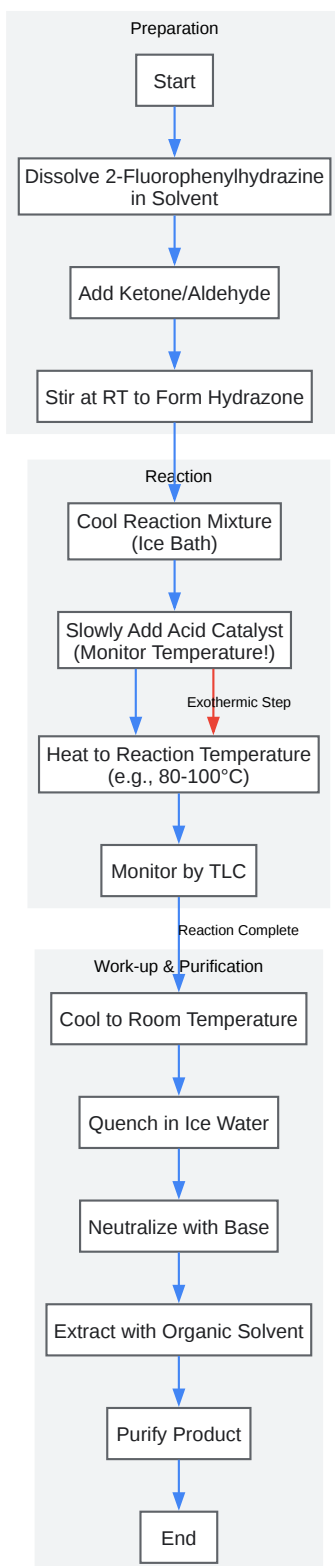 Preparation
Start
Dissolve 2-Fluorophenylhydrazine
in Solvent
Add Ketone/Aldehyde
Stir at RT to Form Hydrazone
Reaction
Cool Reaction Mixture
(Ice Bath)
Slowly Add Acid Catalyst
(Monitor Temperature!)
Exothermic Step
Heat to Reaction Temperature
(e.g., 80-100°C)
Monitor by TLC
Reaction Complete
Work-up & Purification
Cool to Room Temperature
Quench in Ice Water
Neutralize with Base
Extract with Organic Solvent
Purify Product
End